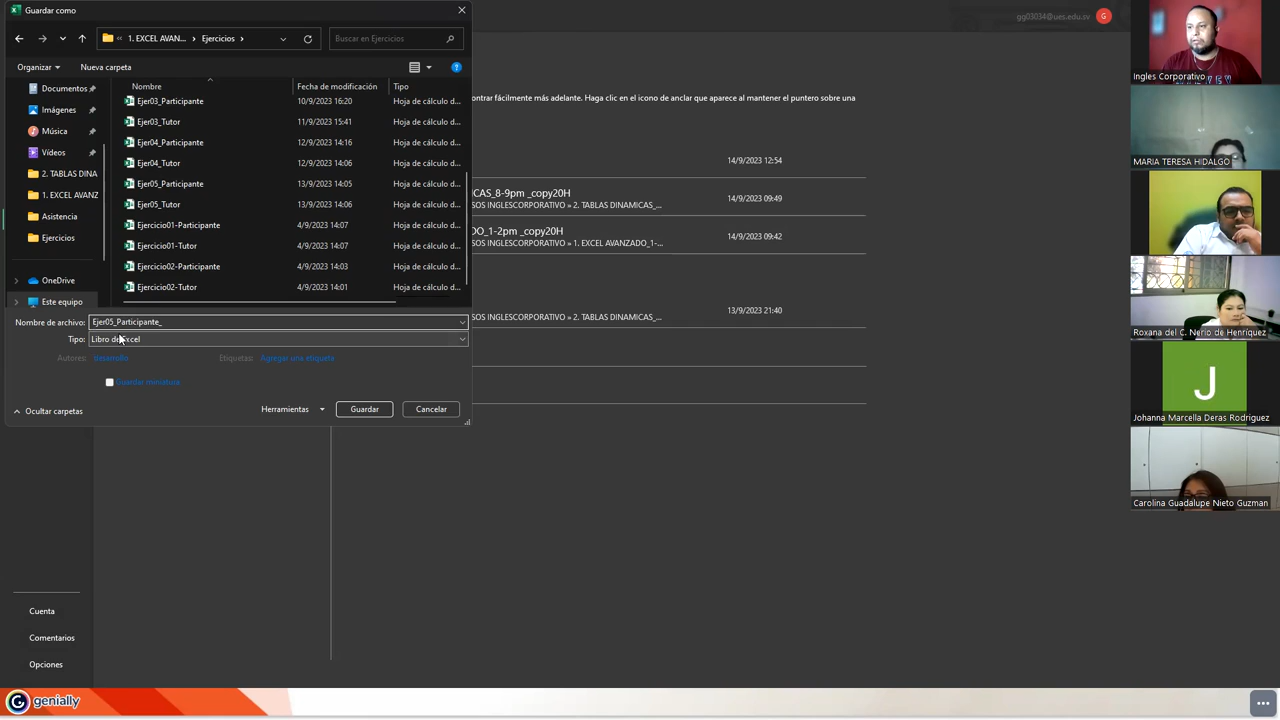 Guardar como
gg03034@ues.edu.sv
G
1. EXCEL AVAN...
Ejercicios
Buscar en Ejercicios
Organizar
Nueva carpeta
Nombre
Fecha de modificación
Tipo
Documentos
Imágenes
Música
Vídeos
2. TABLAS DINA
1. EXCEL AVANZ
Asistencia
Ejercicios
OneDrive
Este equipo
Ejer03_Participante 10/9/2023 16:20 Hoja de cálculo d...
Ejer03_Tutor 11/9/2023 15:41 Hoja de cálculo d...
Ejer04_Participante 12/9/2023 14:16 Hoja de cálculo d...
Ejer04_Tutor 12/9/2023 14:06 Hoja de cálculo d...
Ejer05_Participante 13/9/2023 14:05 Hoja de cálculo d...
Ejer05_Tutor 13/9/2023 14:06 Hoja de cálculo d...
Ejercicio01-Participante 4/9/2023 14:07 Hoja de cálculo d...
Ejercicio01-Tutor 4/9/2023 14:07 Hoja de cálculo d...
Ejercicio02-Participante 4/9/2023 14:03 Hoja de cálculo d...
Ejercicio02-Tutor 4/9/2023 14:01 Hoja de cálculo d...
Nombre de archivo: Ejer05_Participante_
Tipo: Libro de Excel
Autores: desarrollo
Etiquetas: Agregar una etiqueta
Guardar miniatura
Ocultar carpetas
Herramientas
Guardar
Cancelar
ontrar fácilmente más adelante. Haga clic en el icono de anclar que aparece al mantener el puntero sobre una
14/9/2023 12:54
CAS_8-9pm _copy20H
SOS INGLESCORPORATIVO » 2. TABLAS DINAMICAS_...
14/9/2023 09:49
DO_1-2pm _copy20H
SOS INGLESCORPORATIVO » 1. EXCEL AVANZADO_1-...
14/9/2023 09:42
SOS INGLESCORPORATIVO » 2. TABLAS DINAMICAS_...
13/9/2023 21:40
Cuenta
Comentarios
Opciones
Ingles Corporativo
MARIA TERESA HIDALGO
Roxana del C. Nerio de Henríquez
J
Johanna Marcella Deras Rodriguez
Carolina Guadalupe Nieto Guzman
G genially